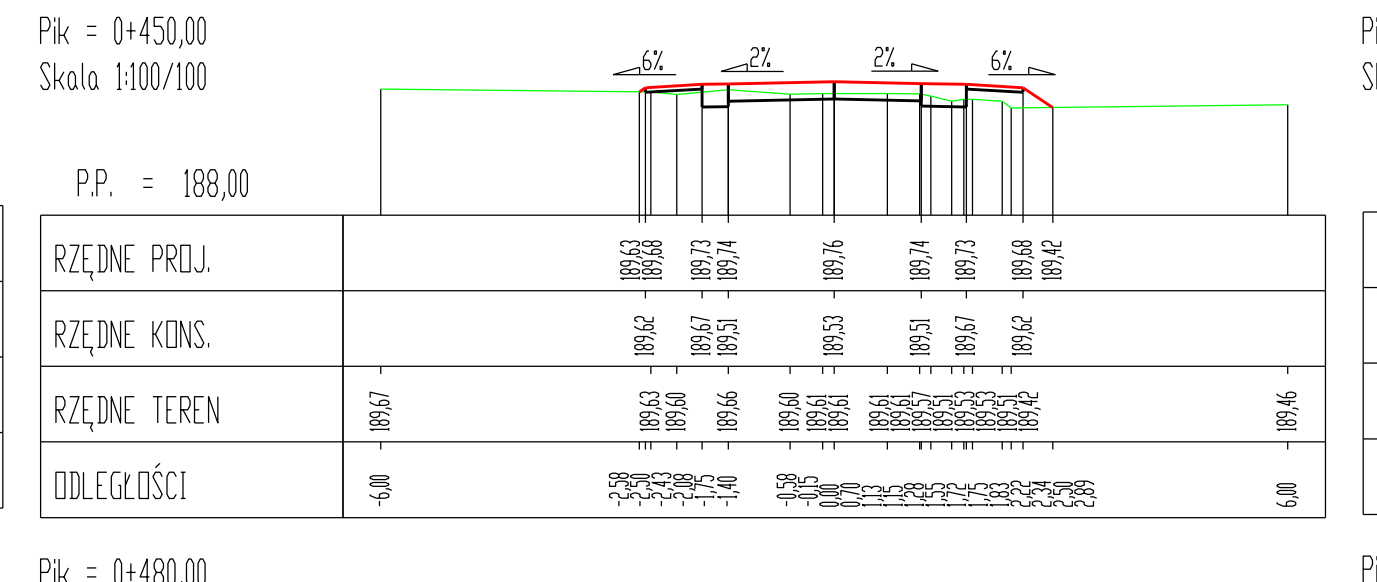 Pik = 0+450,00
Skala 1:100/100
6% 2% 2% 6%
P.P. = 188,00
RZĘDNE PROJ. 189,63 189,68 189,73 189,74 189,76 189,74 189,73 189,68 189,42
RZĘDNE KONS. 189,62 189,67 189,51 189,53 189,51 189,67 189,62
RZĘDNE TEREN 189,67 189,63 189,60 189,66 189,60 189,61 189,61 189,61 189,61 189,57 189,51 189,53 189,53 189,51 189,42 189,46
ODLEGŁOŚCI -6,00 -2,58 -2,50 -2,43 -2,08 -1,75 -1,40 -0,58 -0,15 0,00 0,70 1,13 1,15 1,28 1,55 1,72 1,75 1,83 2,22 2,34 2,50 2,89 6,00
Pik = 0+480,00